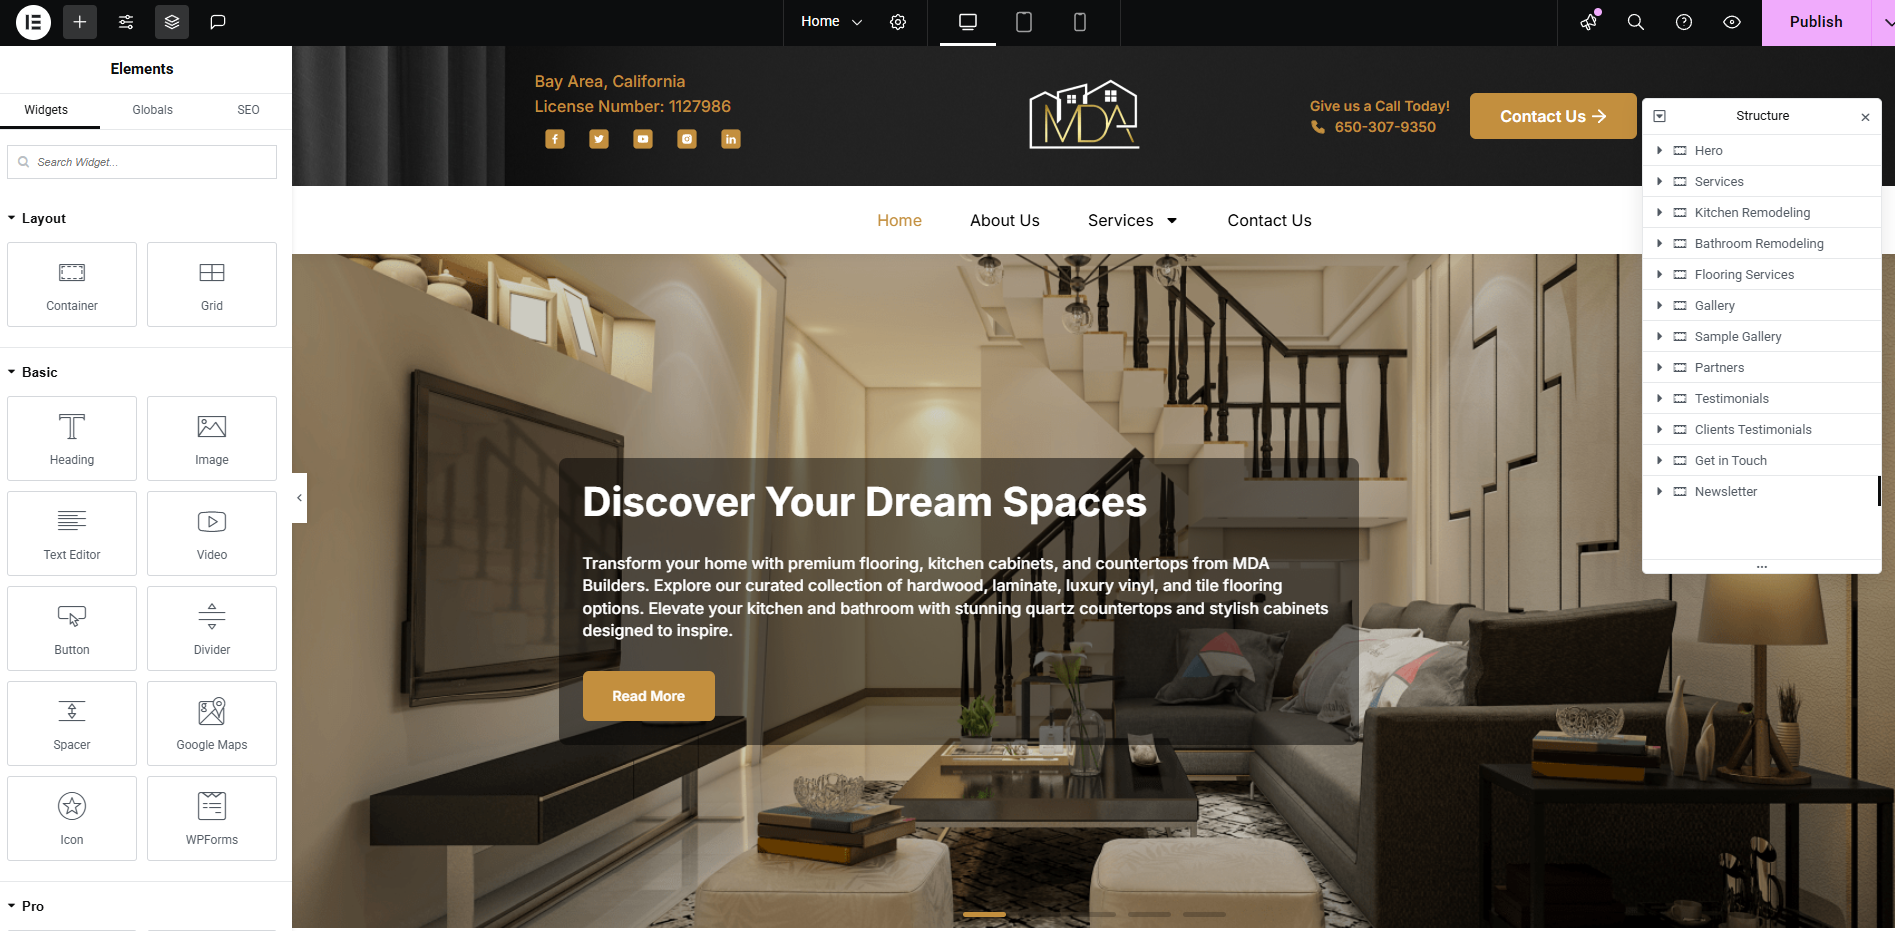 Home
Publish
Elements
Widgets
Globals
SEO
Search Widget...
Layout
Container
Grid
Basic
Heading
Image
Text Editor
Video
Button
Divider
Spacer
Google Maps
Icon
WPForms
Pro
Bay Area, California
License Number: 1127986
MDA
Give us a Call Today!
650-307-9350
Contact Us
Home
About Us
Services
Contact Us
Discover Your Dream Spaces
Transform your home with premium flooring, kitchen cabinets, and countertops from MDA
Builders. Explore our curated collection of hardwood, laminate, luxury vinyl, and tile flooring
options. Elevate your kitchen and bathroom with stunning quartz countertops and stylish cabinets
designed to inspire.
Read More
Structure
Hero
Services
Kitchen Remodeling
Bathroom Remodeling
Flooring Services
Gallery
Sample Gallery
Partners
Testimonials
Clients Testimonials
Get in Touch
Newsletter